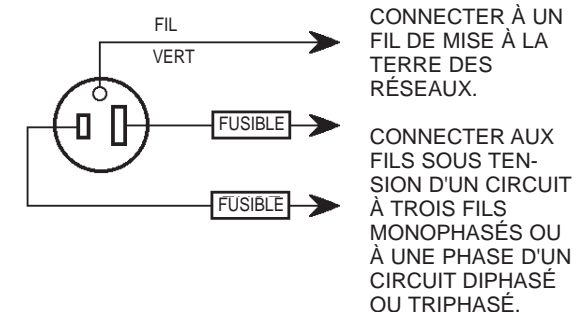 FIL
VERT
CONNECTER À UN
FIL DE MISE À LA
TERRE DES
RÉSEAUX.
FUSIBLE
FUSIBLE
CONNECTER AUX
FILS SOUS TEN-
SION D'UN CIRCUIT
À TROIS FILS
MONOPHASÉS OU
À UNE PHASE D'UN
CIRCUIT DIPHASÉ
OU TRIPHASÉ.